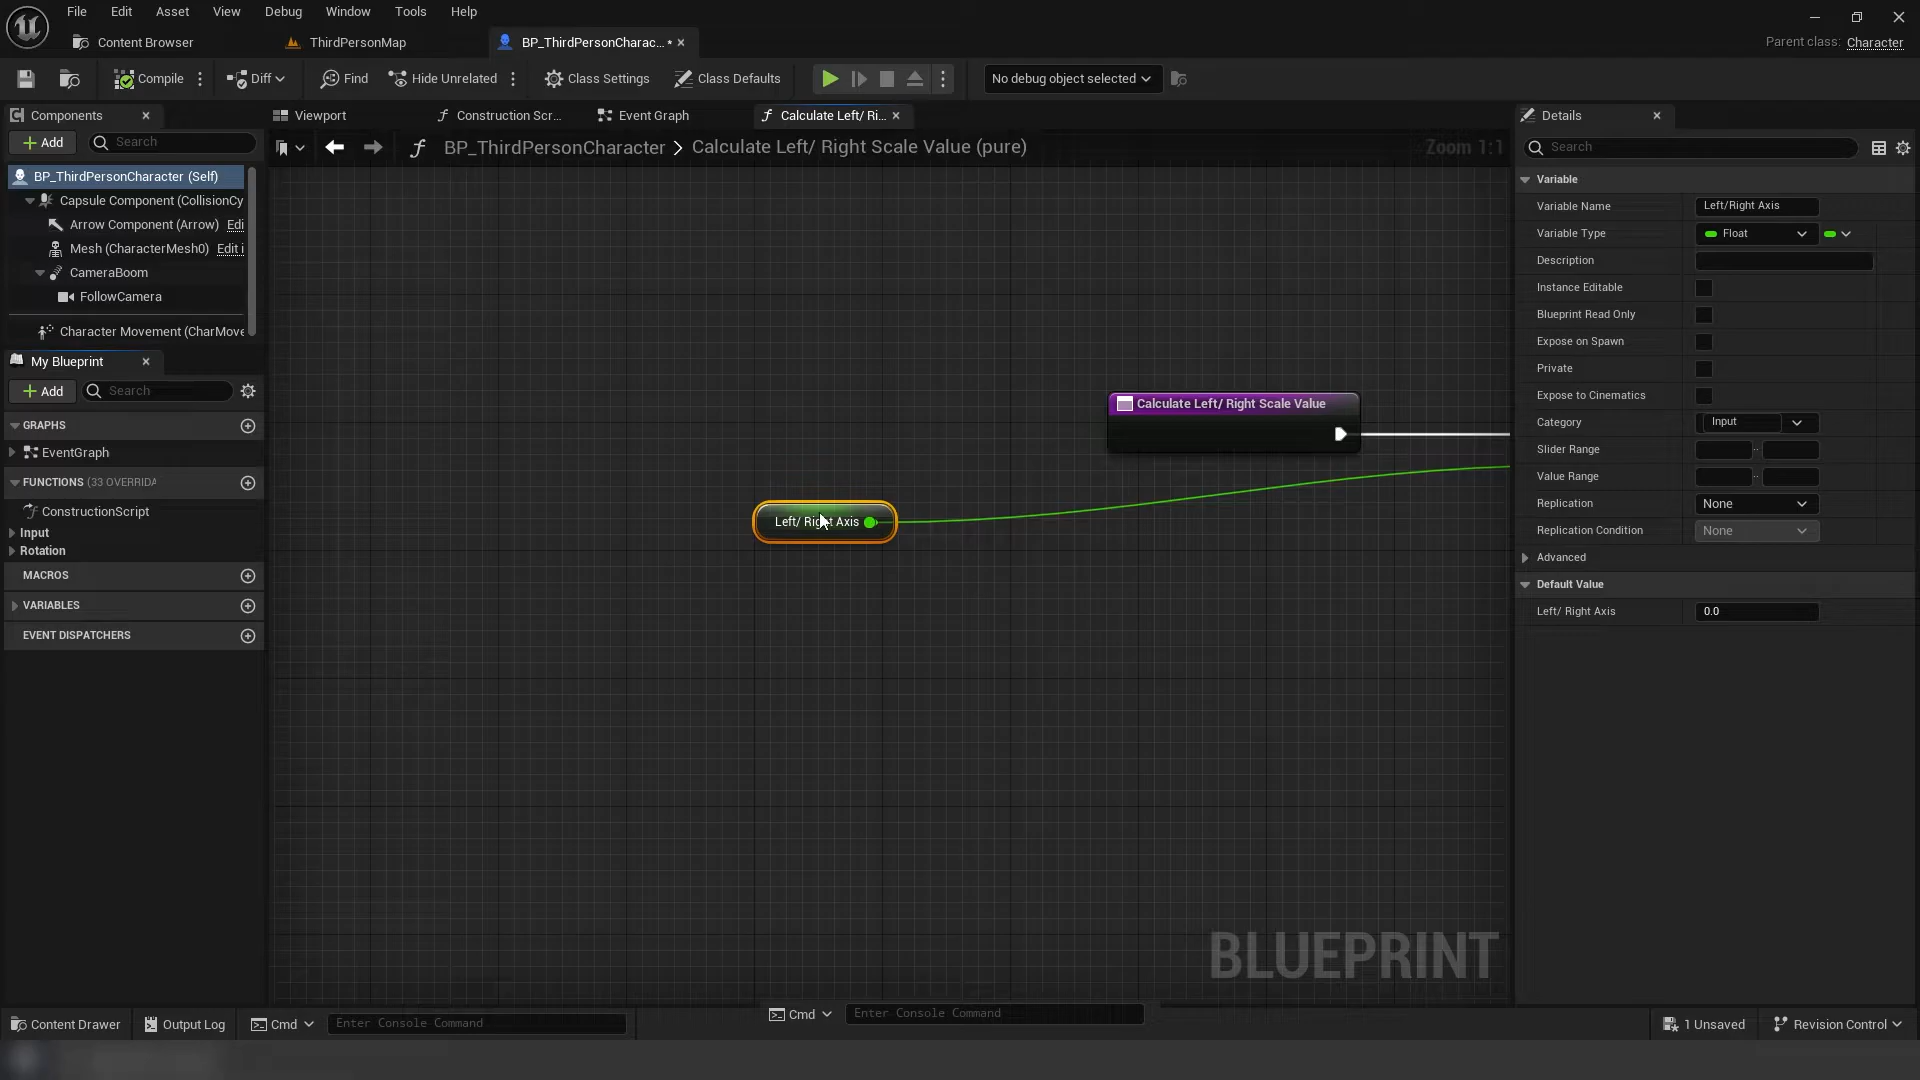 File Edit Asset View Debug Window Tools Help
Content Browser ThirdPersonMap BP_ThirdPersonCharac... •
Parent class: Character
Compile Diff Find Hide Unrelated Class Settings Class Defaults No debug object selected
Components
Viewport Construction Scr... Event Graph Calculate Left/ Ri...
Details
Add Search
BP_ThirdPersonCharacter > Calculate Left/ Right Scale Value (pure)
Zoom 1:1
Search
BP_ThirdPersonCharacter (Self)
Capsule Component (CollisionCy
Arrow Component (Arrow) Edi
Mesh (CharacterMesh0) Edit i
CameraBoom
FollowCamera
Character Movement (CharMove
My Blueprint
Add Search
GRAPHS
EventGraph
FUNCTIONS (33 OVERRIDA
ConstructionScript
Input
Rotation
MACROS
VARIABLES
EVENT DISPATCHERS
Calculate Left/ Right Scale Value
Left/ Right Axis
BLUEPRINT
Variable
Variable Name Left/Right Axis
Variable Type Float
Description
Instance Editable
Blueprint Read Only
Expose on Spawn
Private
Expose to Cinematics
Category Input
Slider Range
Value Range
Replication None
Replication Condition None
Advanced
Default Value
Left/ Right Axis 0.0
Content Drawer Output Log Cmd Enter Console Command
Cmd Enter Console Command
1 Unsaved Revision Control